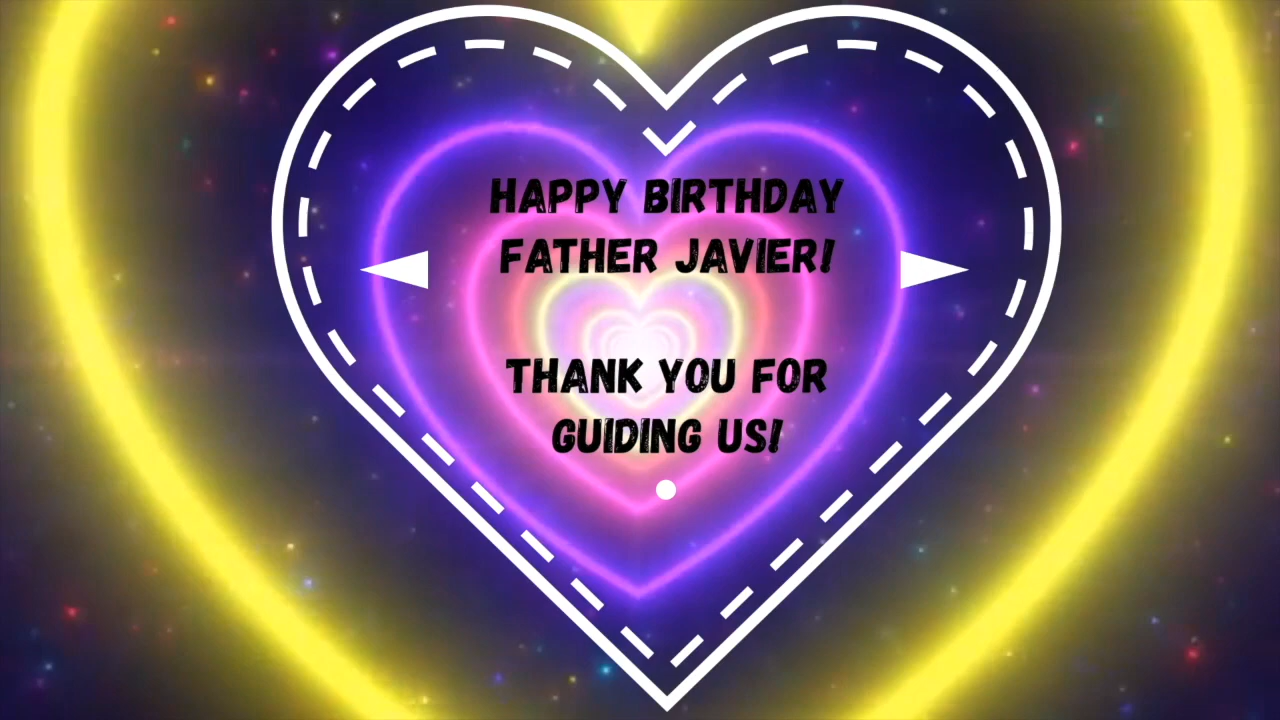 HAPPY BIRTHDAY
FATHER JAVIER!
THANK YOU FOR
GUIDING US!